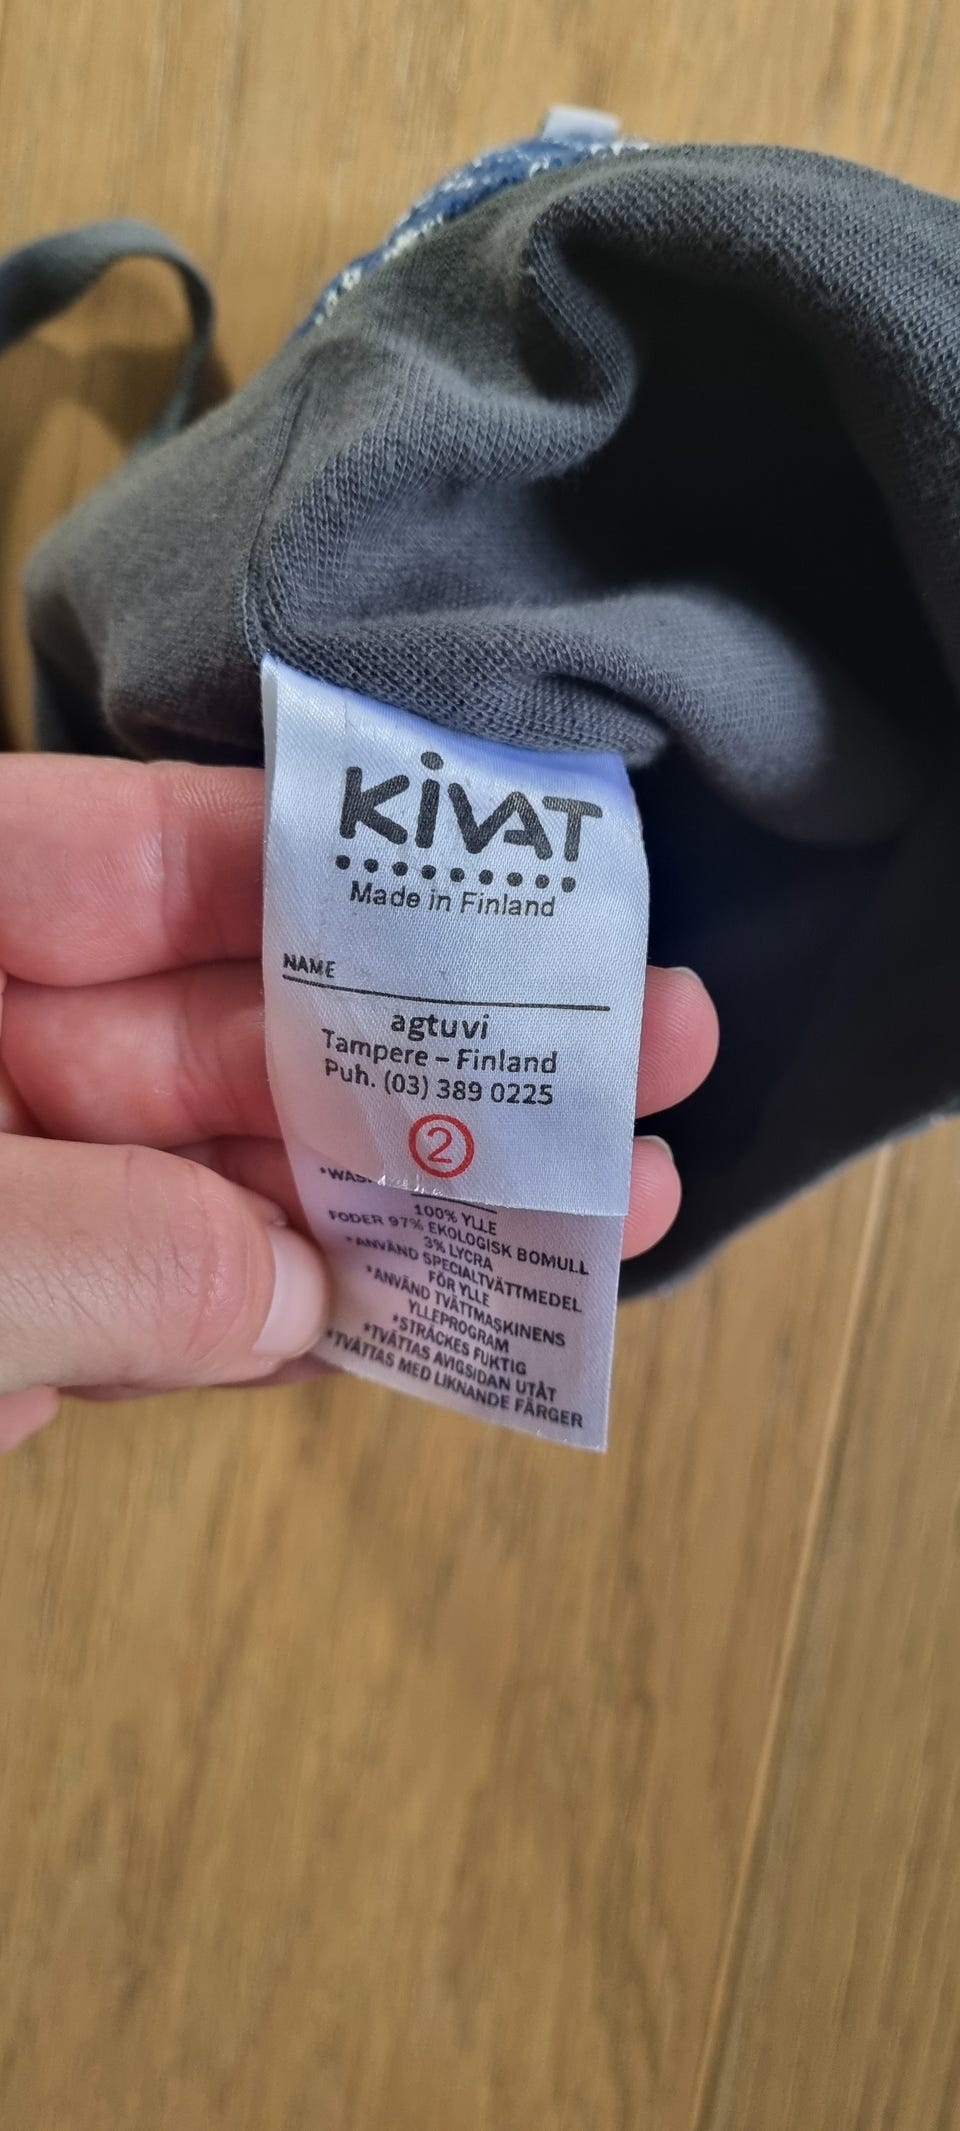 KiVAT
Made in Finland
NAME
agtuvi
Tampere – Finland
Puh. (03) 389 0225
2
100% YLLE
FODER 97% EKOLOGISK BOMULL
3% LYCRA
*ANVÄND SPECIALTVÄTTMEDEL
FÖR YLLE
*ANVÄND TVÄTTMASKINENS
YLLEPROGRAM
*STRÄCKES FUKTIG
*TVÄTTAS AVIGSIDAN UTÅT
*TVÄTTAS MED LIKNANDE FÄRGER